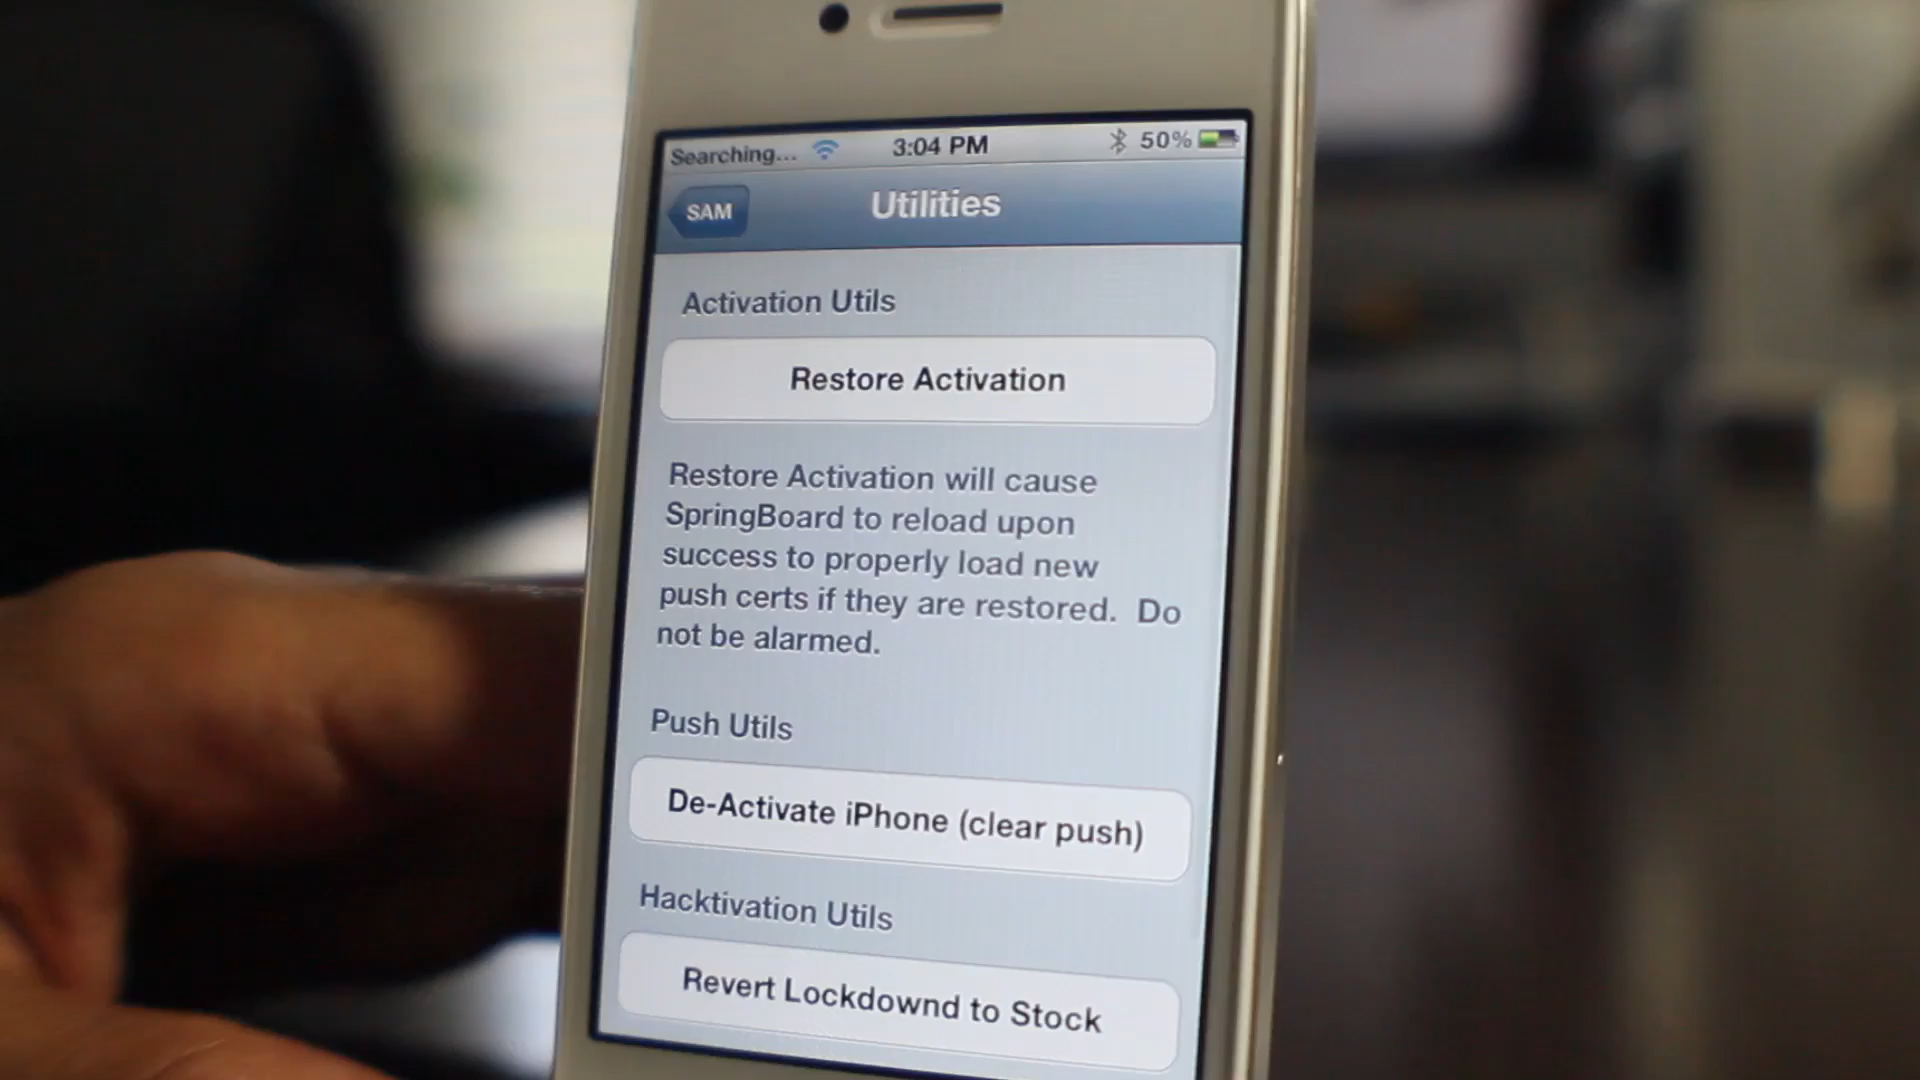 Searching... 3:04 PM 50%
SAM Utilities
Activation Utils
Restore Activation
Restore Activation will cause
SpringBoard to reload upon
success to properly load new
push certs if they are restored. Do
not be alarmed.
Push Utils
De-Activate iPhone (clear push)
Hacktivation Utils
Revert Lockdownd to Stock